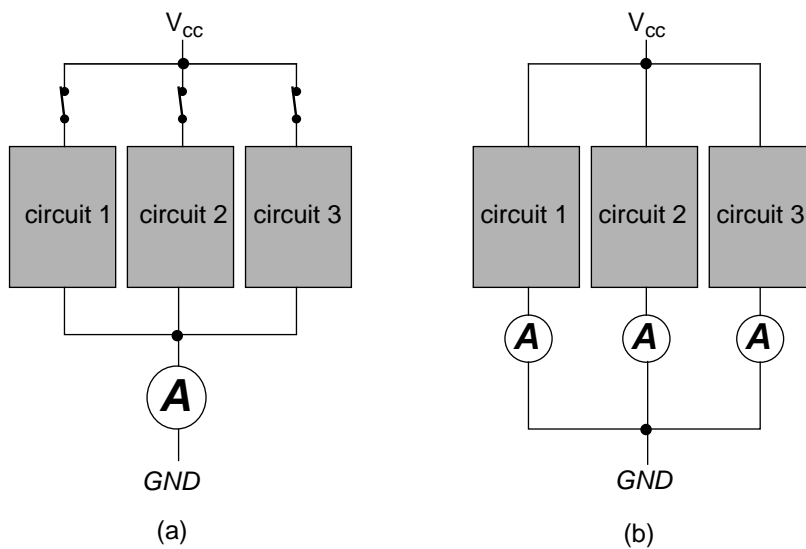 Vcc
circuit 1
circuit 2
circuit 3
A
GND
(a)
Vcc
circuit 1
circuit 2
circuit 3
A
A
A
GND
(b)